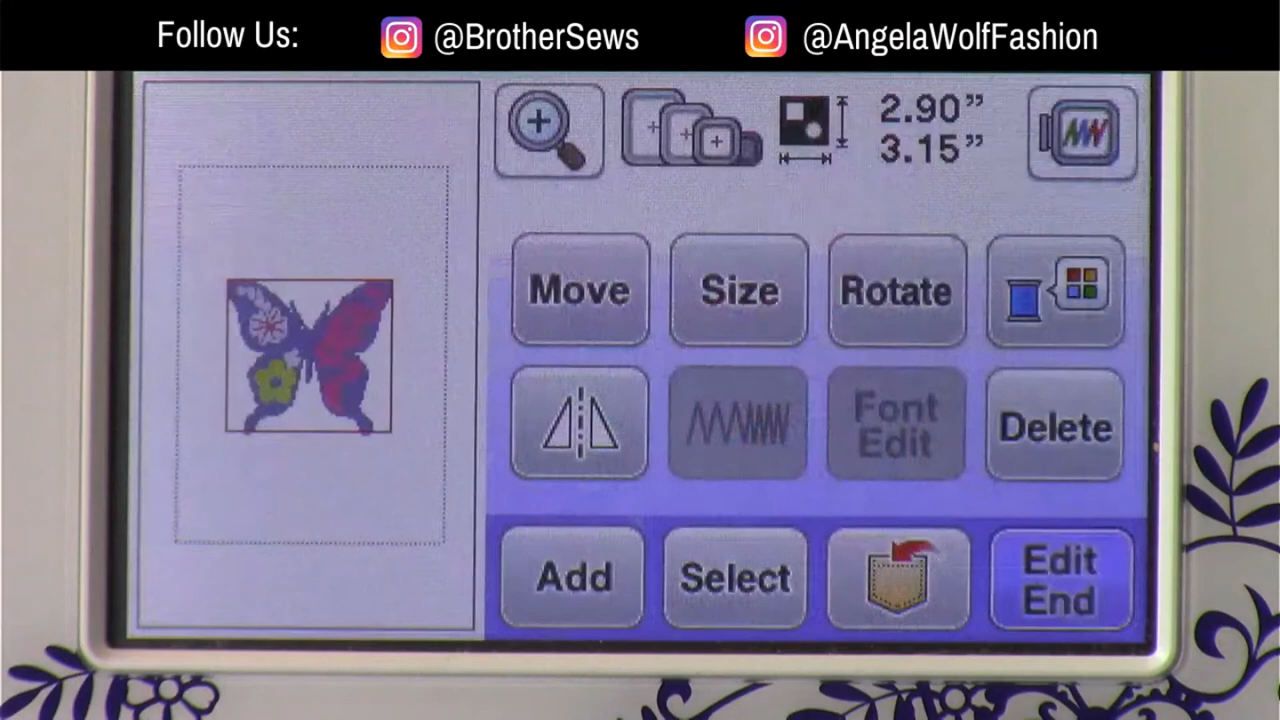 Follow Us:
@BrotherSews
@AngelaWolfFashion
2.90”
3.15”
Move
Size
Rotate
Font
Edit
Delete
Add
Select
Edit
End